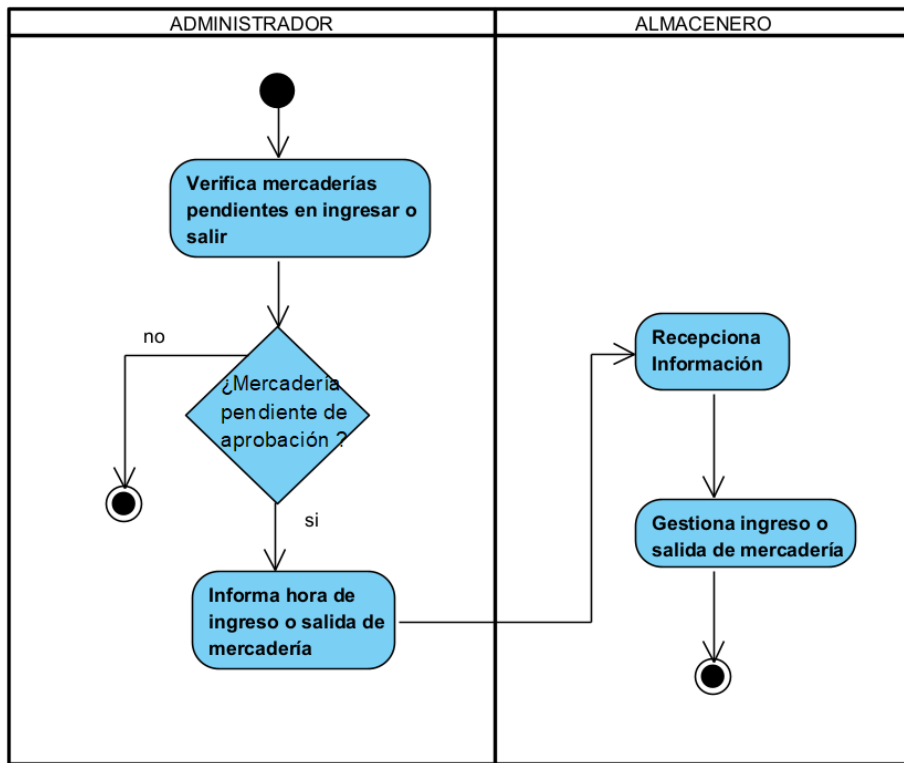 ADMINISTRADOR
ALMACENERO
Verifica mercaderías
pendientes en ingresar o
salir
no
¿Mercadería
pendiente de
aprobación ?
si
Informa hora de
ingreso o salida de
mercadería
Recepciona
Información
Gestiona ingreso o
salida de mercadería